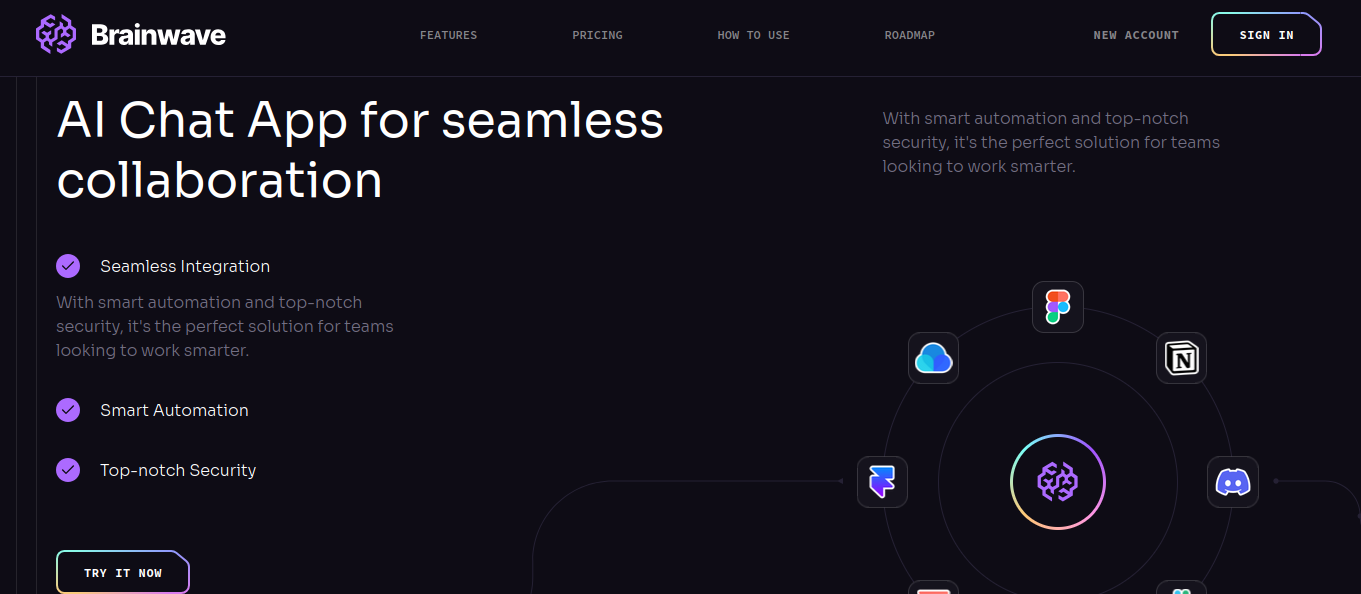 Brainwave
FEATURES
PRICING
HOW TO USE
ROADMAP
NEW ACCOUNT
SIGN IN
AI Chat App for seamless
collaboration
With smart automation and top-notch
security, it's the perfect solution for teams
looking to work smarter.
Seamless Integration
With smart automation and top-notch
security, it's the perfect solution for teams
looking to work smarter.
Smart Automation
Top-notch Security
TRY IT NOW
N